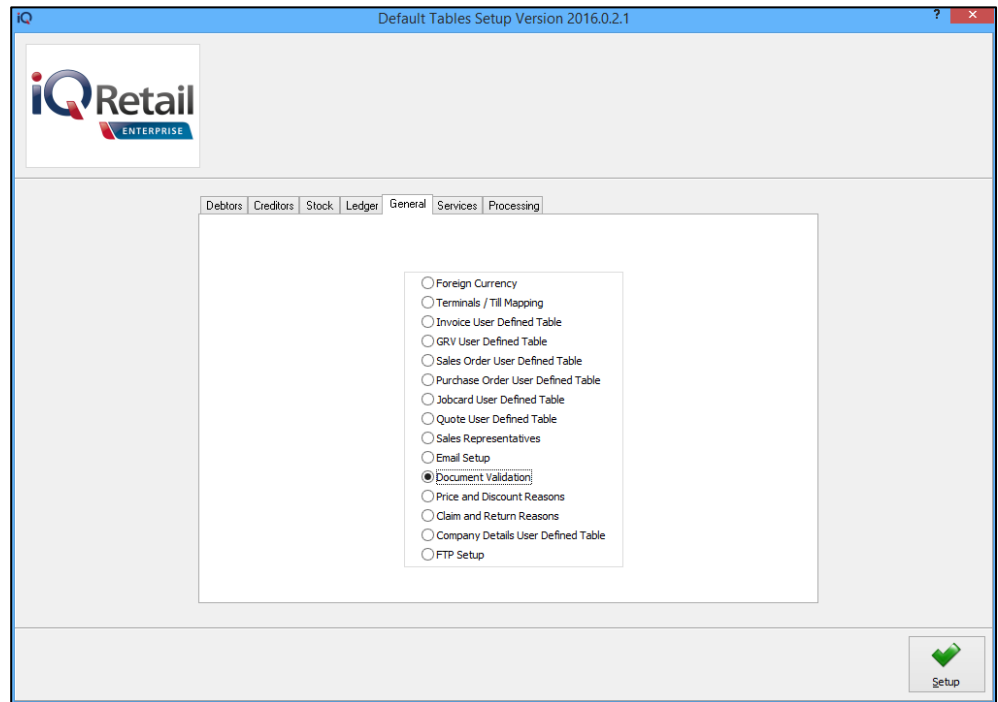 iQ Default Tables Setup Version 2016.0.2.1 ? ×
iQ Retail
ENTERPRISE
Debtors Creditors Stock Ledger General Services Processing
Foreign Currency
Terminals / Till Mapping
Invoice User Defined Table
GRV User Defined Table
Sales Order User Defined Table
Purchase Order User Defined Table
Jobcard User Defined Table
Quote User Defined Table
Sales Representatives
Email Setup
Document Validation
Price and Discount Reasons
Claim and Return Reasons
Company Details User Defined Table
FTP Setup
Setup